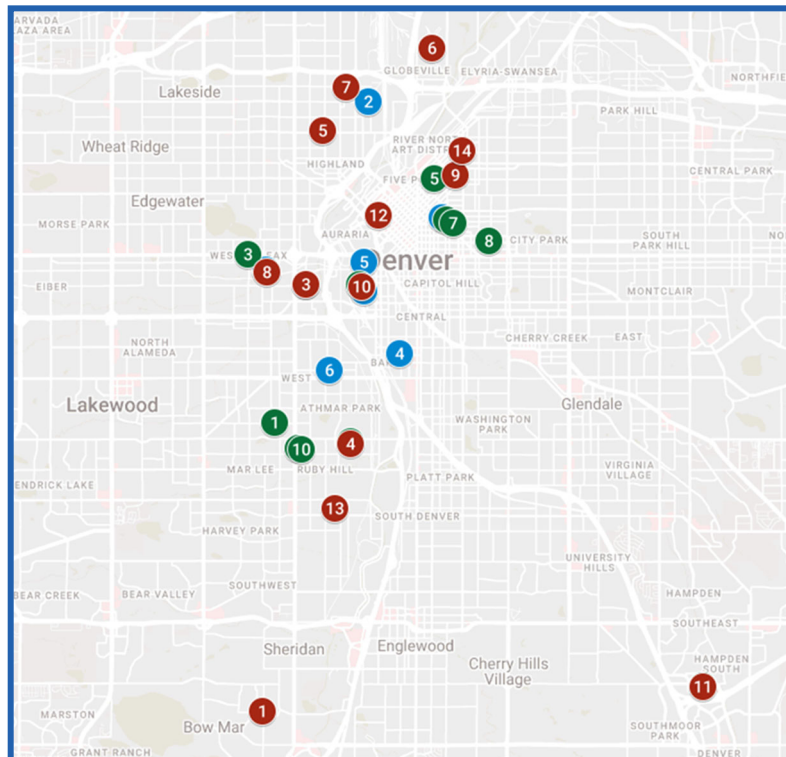 ARVADA
PLAZA AREA
6
GLOBEVILLE
ELYRIA-SWANSEA
7
NORTHFIE
Lakeside
2
PARK HILL
5
RIVER NORT
ART DISTR
14
Wheat Ridge
HIGHLAND
CENTRAL PARK
FIVE PO
5
9
Edgewater
12
7
MORSE PARK
AURARIA
8
CITY PARK
SOUTH
PARK HILL
3
WES
FAX
5
Denver
8
3
10
CAPITOL HILL
EIBER
MONTCLAIR
CENTRAL
NORTH
ALAMEDA
CHERRY CREEK
EAST
4
BA
6
WEST
Lakewood
ATHMAR PARK
Glendale
1
WASHINGTON
PARK
10
4
MAR LEE
RUBY HILL
PLATT PARK
VIRGINIA
VILLAGE
ENDRICK LAKE
13
SOUTH DENVER
HARVEY PARK
UNIVERSITY
HILLS
SOUTHWEST
BEAR CREEK
BEAR VALLEY
HAMPDEN
SOUTHEAST
Sheridan
Englewood
Cherry Hills
Village
HAMPDEN
SOUTH
11
1
MARSTON
Bow Mar
SOUTHMOOR
PARK
GRANT RANCH
DENVER